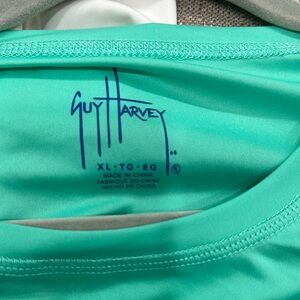 Guy Harvey
®
XL • TG • EG
MADE IN CHINA
FABRIQUÉ EN CHINE
HECHO EN CHINA